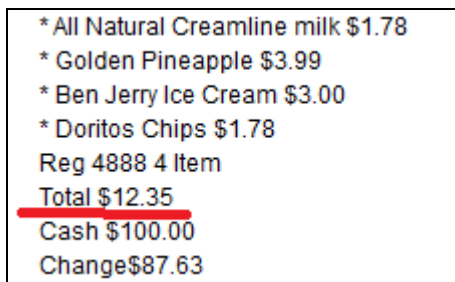 * All Natural Creamline milk $1.78
* Golden Pineapple $3.99
* Ben Jerry Ice Cream $3.00
* Doritos Chips $1.78
Reg 4888 4 Item
Total $12.35
Cash $100.00
Change$87.63